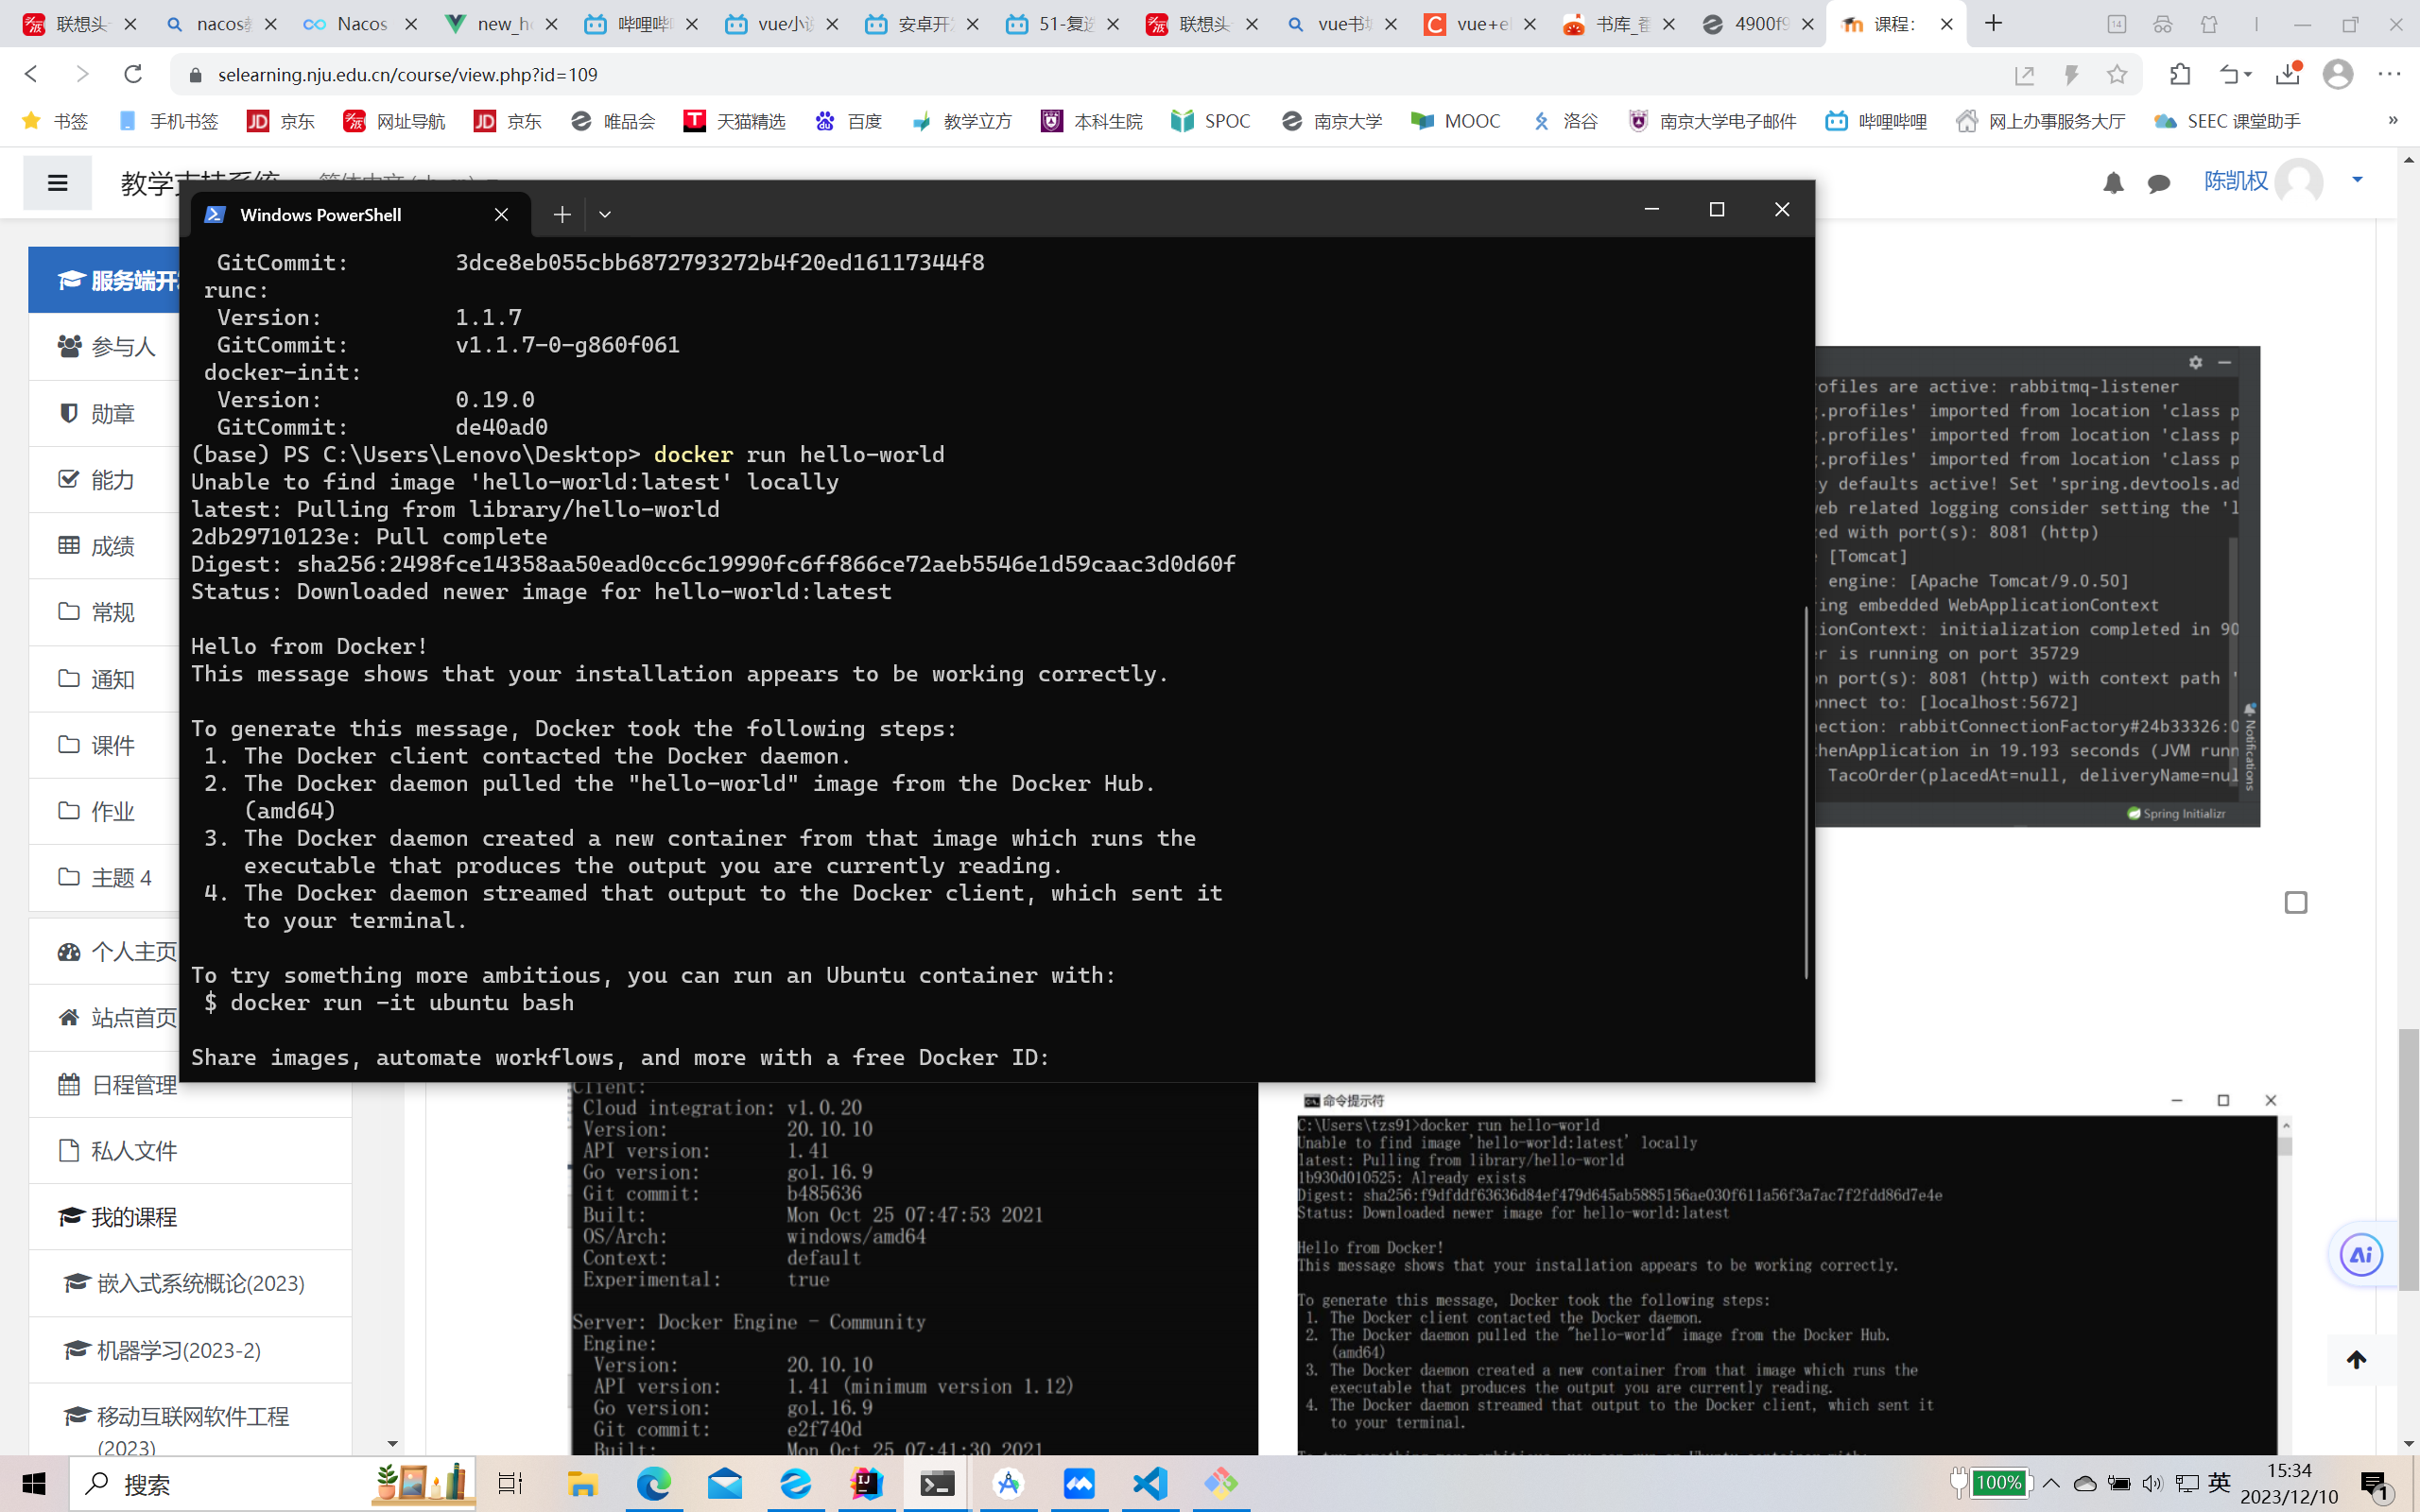 联想头
nacos
Nacos
new_h
哔哩哔
vue小
安卓开
51-复
联想头
vue书
vue+e
书库_
4900f9
课程：
selearning.nju.edu.cn/course/view.php?id=109
书签
手机书签
京东
网址导航
京东
唯品会
天猫精选
百度
教学立方
本科生院
SPOC
南京大学
MOOC
洛谷
南京大学电子邮件
哔哩哔哩
网上办事服务大厅
SEEC 课堂助手
»
陈凯权
服务端开
参与人
勋章
能力
成绩
常规
通知
课件
作业
主题 4
个人主页
站点首页
日程管理
私人文件
我的课程
嵌入式系统概论(2023)
机器学习(2023-2)
移动互联网软件工程
(2023)
Windows PowerShell
GitCommit: 3dce8eb055cbb6872793272b4f20ed16117344f8
runc:
Version: 1.1.7
GitCommit: v1.1.7-0-g860f061
docker-init:
Version: 0.19.0
GitCommit: de40ad0
(base) PS C:\Users\Lenovo\Desktop> docker run hello-world
Unable to find image 'hello-world:latest' locally
latest: Pulling from library/hello-world
2db29710123e: Pull complete
Digest: sha256:2498fce14358aa50ead0cc6c19990fc6ff866ce72aeb5546e1d59caac3d0d60f
Status: Downloaded newer image for hello-world:latest
Hello from Docker!
This message shows that your installation appears to be working correctly.
To generate this message, Docker took the following steps:
1. The Docker client contacted the Docker daemon.
2. The Docker daemon pulled the "hello-world" image from the Docker Hub.
(amd64)
3. The Docker daemon created a new container from that image which runs the
executable that produces the output you are currently reading.
4. The Docker daemon streamed that output to the Docker client, which sent it
to your terminal.
To try something more ambitious, you can run an Ubuntu container with:
$ docker run -it ubuntu bash
Share images, automate workflows, and more with a free Docker ID:
ofiles are active: rabbitmq-listener
.profiles' imported from location 'class p
.profiles' imported from location 'class p
.profiles' imported from location 'class p
y defaults active! Set 'spring.devtools.ad
eb related logging consider setting the 'l
ed with port(s): 8081 (http)
[Tomcat]
engine: [Apache Tomcat/9.0.50]
ring embedded WebApplicationContext
ionContext: initialization completed in 90
r is running on port 35729
on port(s): 8081 (http) with context path '
nnect to: [localhost:5672]
nection: rabbitConnectionFactory#24b33326:0
henApplication in 19.193 seconds (JVM runn
TacoOrder(placedAt=null, deliveryName=nul
Notifications
Spring Initializr
Client:
Cloud integration: v1.0.20
Version: 20.10.10
API version: 1.41
Go version: go1.16.9
Git commit: b485636
Built: Mon Oct 25 07:47:53 2021
OS/Arch: windows/amd64
Context: default
Experimental: true
Server: Docker Engine - Community
Engine:
Version: 20.10.10
API version: 1.41 (minimum version 1.12)
Go version: go1.16.9
Git commit: e2f740d
Built: Mon Oct 25 07:41:30 2021
命令提示符
C:\Users\tzs91>docker run hello-world
Unable to find image 'hello-world:latest' locally
latest: Pulling from library/hello-world
1b930d010525: Already exists
Digest: sha256:f9dfddf63636d84ef479d645ab5885156ae030f611a56f3a7ac7f2fdd86d7e4e
Status: Downloaded newer image for hello-world:latest
Hello from Docker!
This message shows that your installation appears to be working correctly.
To generate this message, Docker took the following steps:
1. The Docker client contacted the Docker daemon.
2. The Docker daemon pulled the "hello-world" image from the Docker Hub.
(amd64)
3. The Docker daemon created a new container from that image which runs the
executable that produces the output you are currently reading.
4. The Docker daemon streamed that output to the Docker client, which sent it
to your terminal.
Ai
搜索
100%
英
15:34
2023/12/10
1